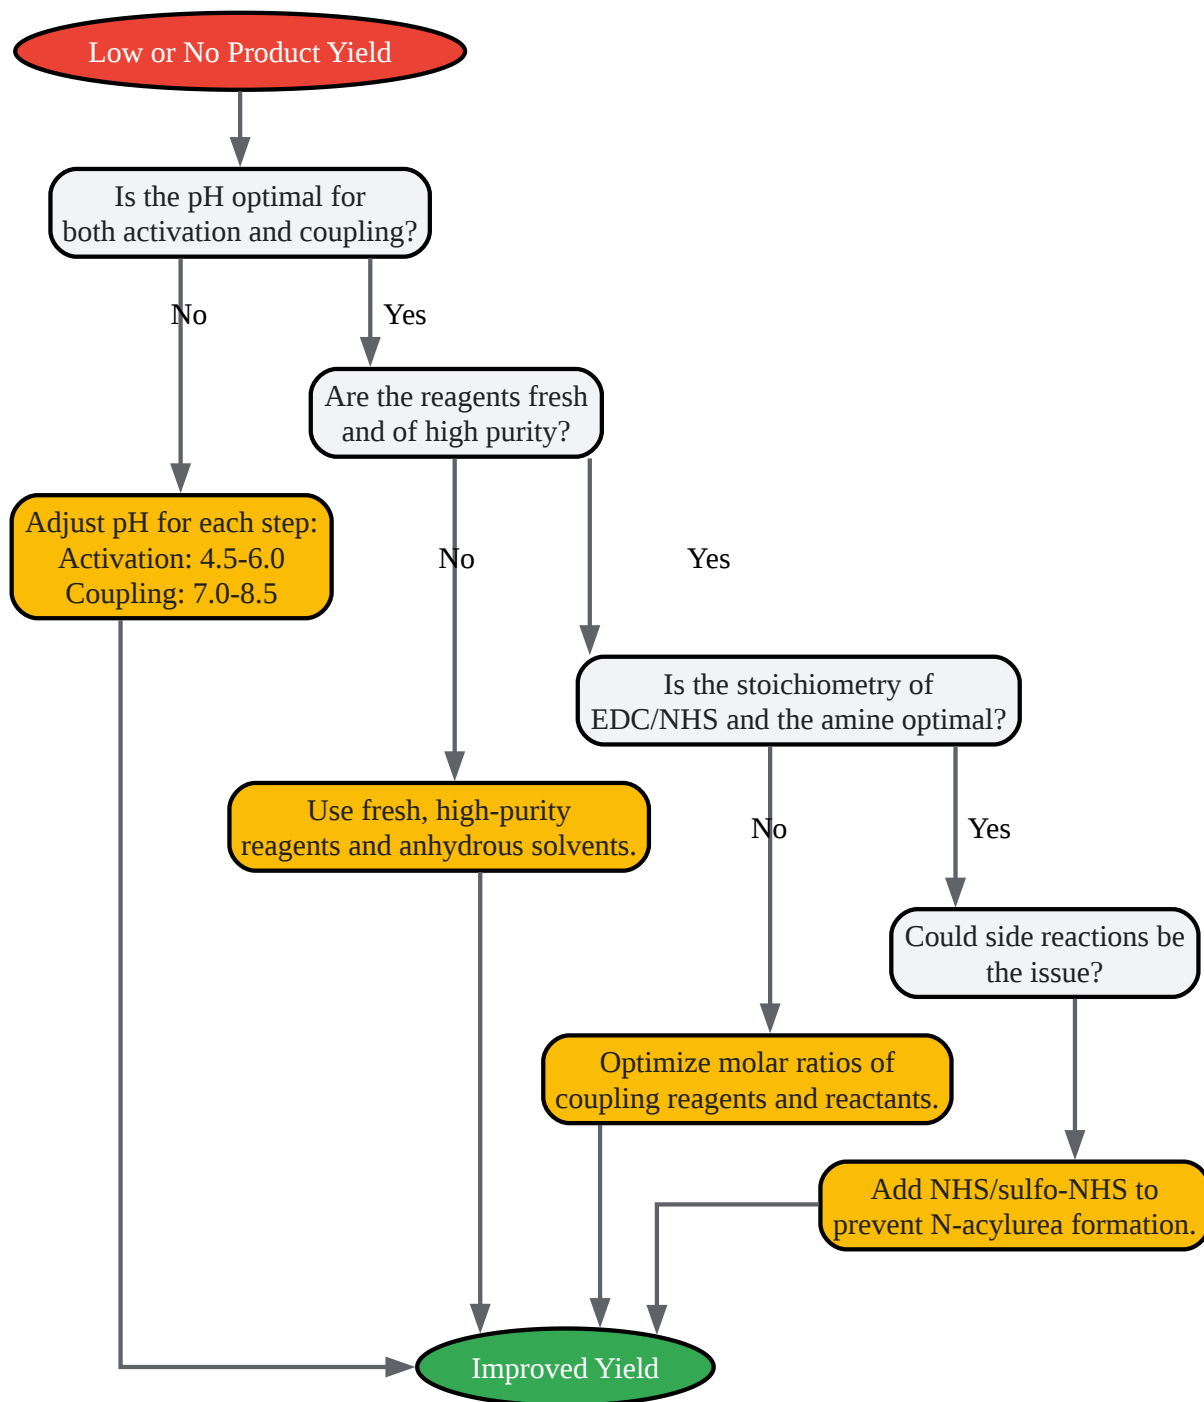 Low or No Product Yield
Is the pH optimal for
both activation and coupling?
No
Yes
Are the reagents fresh
and of high purity?
Adjust pH for each step:
Activation: 4.5-6.0
Coupling: 7.0-8.5
No
Yes
Is the stoichiometry of
EDC/NHS and the amine optimal?
Use fresh, high-purity
reagents and anhydrous solvents.
No
Yes
Could side reactions be
the issue?
Optimize molar ratios of
coupling reagents and reactants.
Add NHS/sulfo-NHS to
prevent N-acylurea formation.
Improved Yield